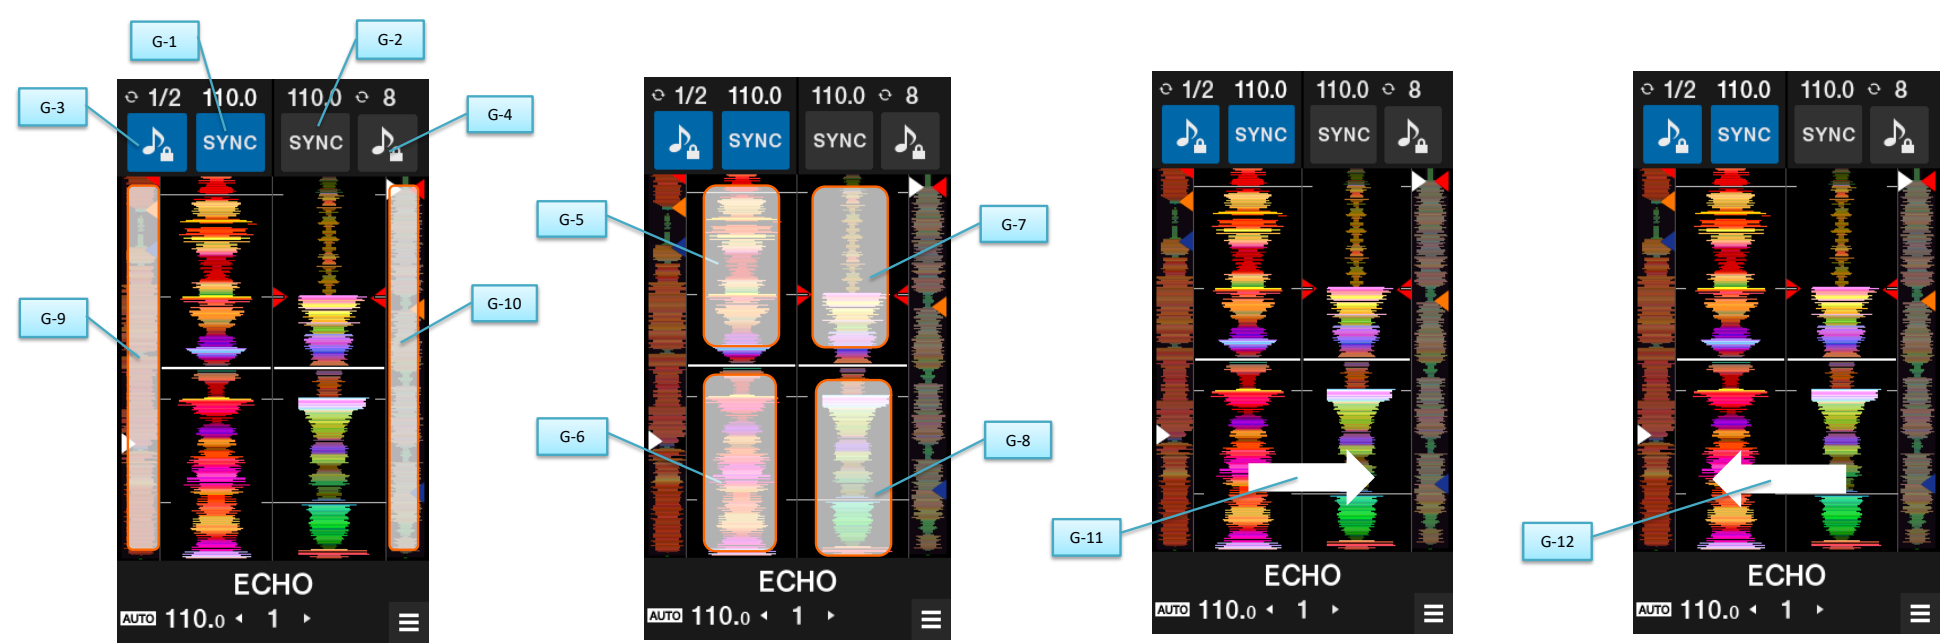 G-1
G-2
G-3
G-4
G-9
G-10
1/2 110.0 110.0 8
SYNC SYNC
ECHO
AUTO 110.0 1
G-5
G-7
G-6
G-8
1/2 110.0 110.0 8
SYNC SYNC
ECHO
AUTO 110.0 1
G-11
1/2 110.0 110.0 8
SYNC SYNC
ECHO
AUTO 110.0 1
G-12
1/2 110.0 110.0 8
SYNC SYNC
ECHO
AUTO 110.0 1